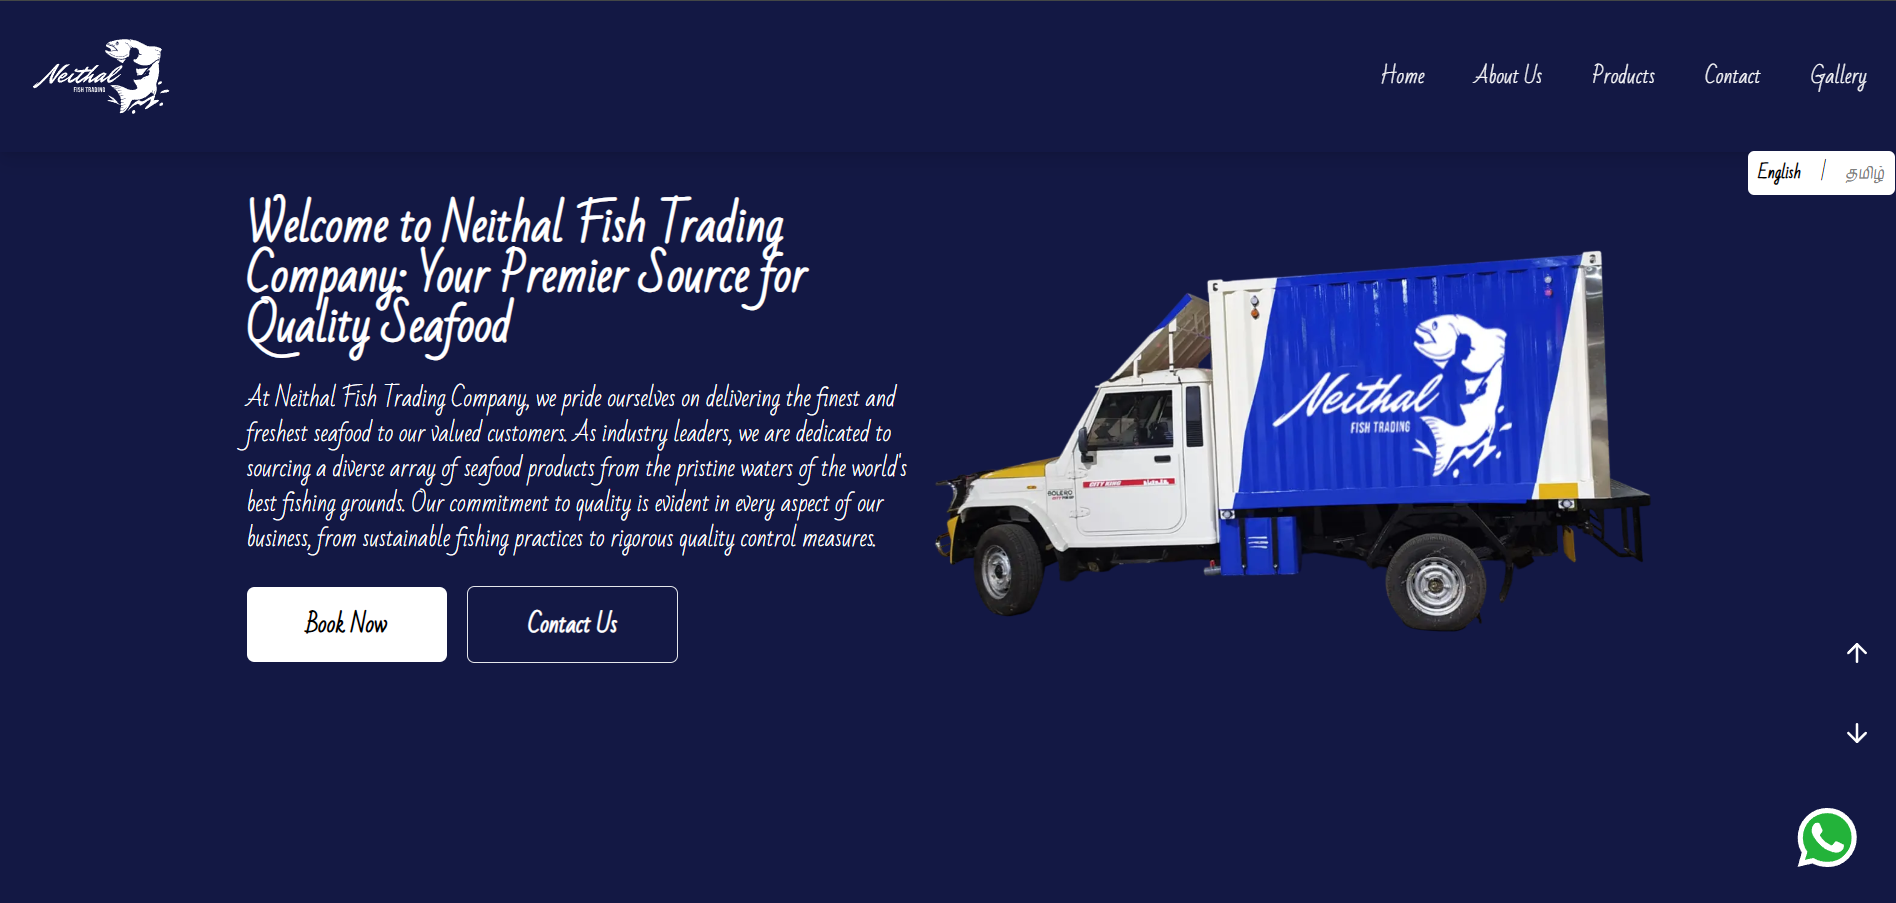 Neithal
FISH TRADING
Home
About Us
Products
Contact
Gallery
English | தமிழ்
Welcome to Neithal Fish Trading
Company: Your Premier Source for
Quality Seafood
At Neithal Fish Trading Company, we pride ourselves on delivering the finest and
freshest seafood to our valued customers. As industry leaders, we are dedicated to
sourcing a diverse array of seafood products from the pristine waters of the world's
best fishing grounds. Our commitment to quality is evident in every aspect of our
business, from sustainable fishing practices to rigorous quality control measures.
Book Now
Contact Us
Neithal
FISH TRADING
BOLERO
CITY KING